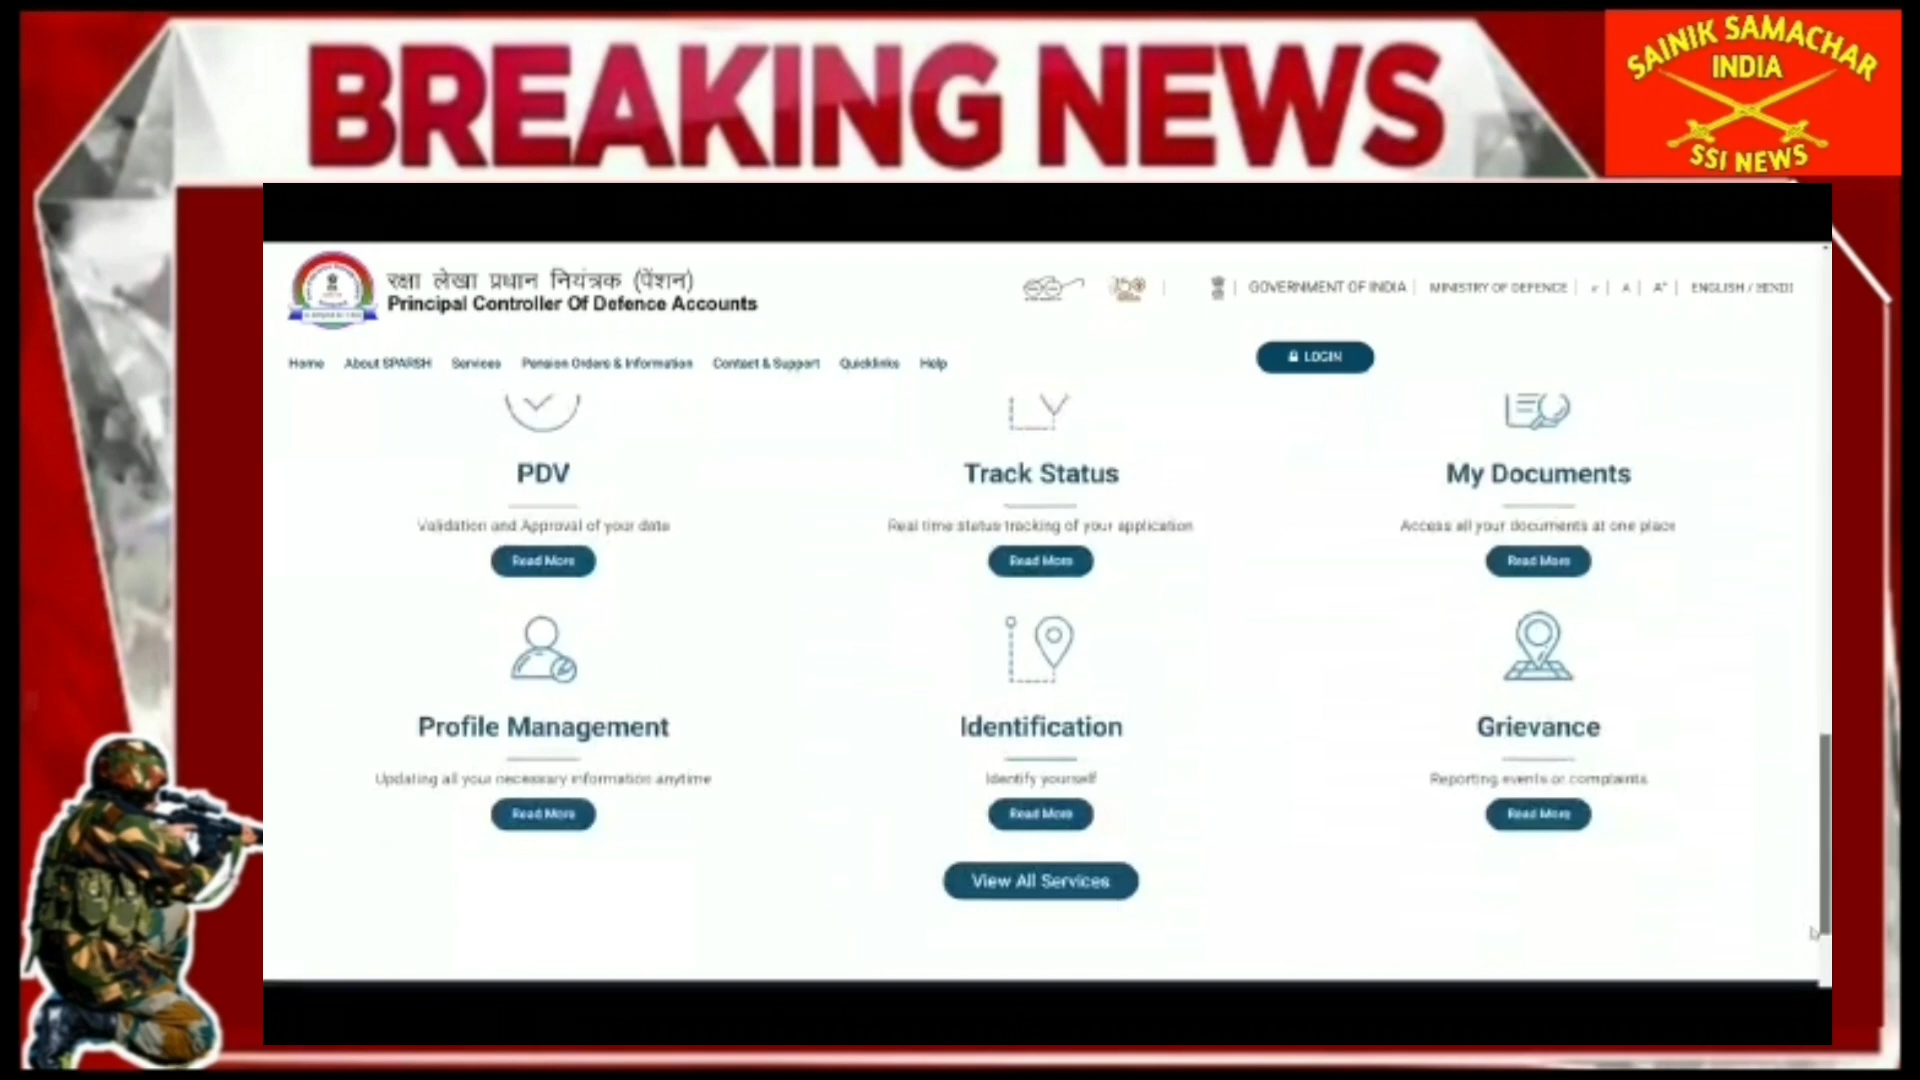 BREAKING NEWS
SAINIK SAMACHAR
INDIA
SSI NEWS
रक्षा लेखा प्रधान नियंत्रक (पेंशन)
Principal Controller Of Defence Accounts
GOVERNMENT OF INDIA | MINISTRY OF DEFENCE | A | A+ | ENGLISH / HINDI
Home About SPARSH Services Pension Orders & Information Contact & Support Quicklinks Help
LOGIN
PDV Track Status My Documents
Validation and Approval of your data Real time status tracking of your application Access all your documents at one place
Read More Read More Read More
Profile Management Identification Grievance
Updating all your necessary information anytime Identify yourself Reporting events or complaints
Read More Read More Read More
View All Services